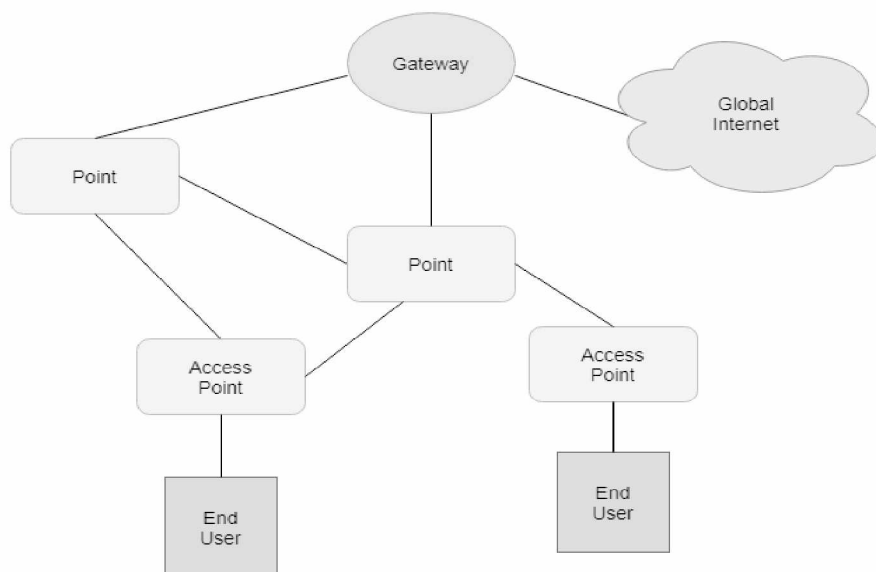 Gateway
Global
Internet
Point
Point
Access
Point
Access
Point
End
User
End
User